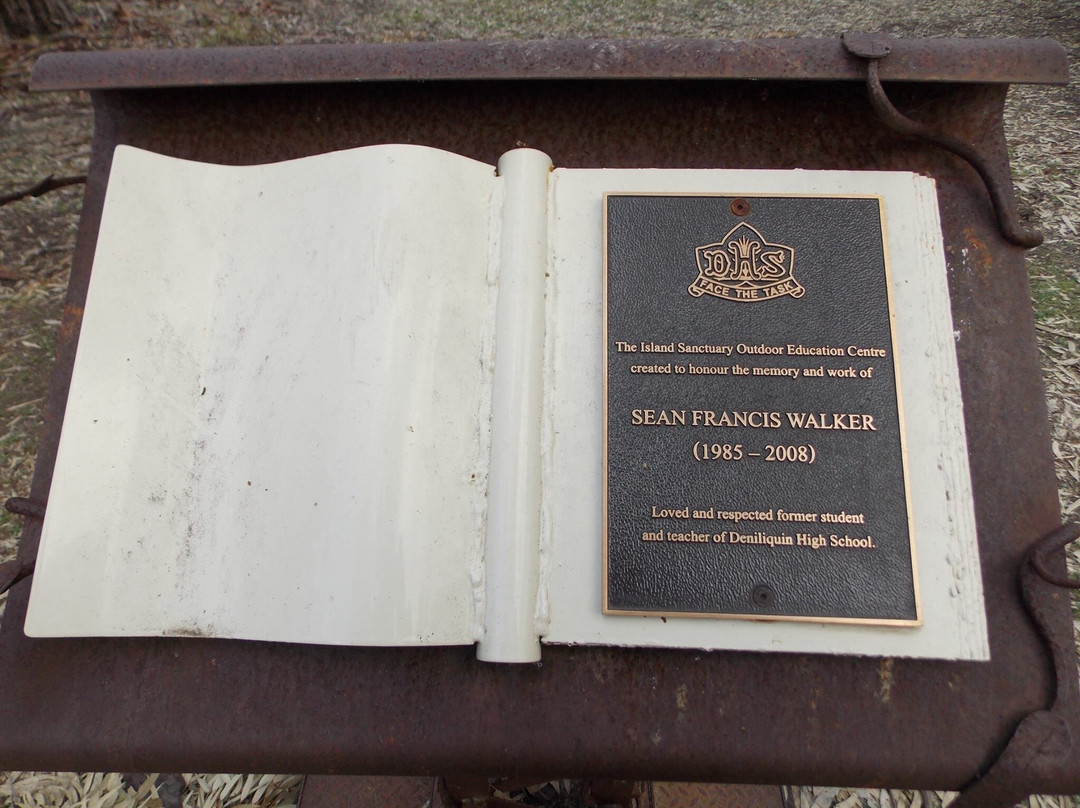 DHS
FACE THE TASK
The Island Sanctuary Outdoor Education Centre
created to honour the memory and work of
SEAN FRANCIS WALKER
(1985 – 2008)
Loved and respected former student
and teacher of Deniliquin High School.